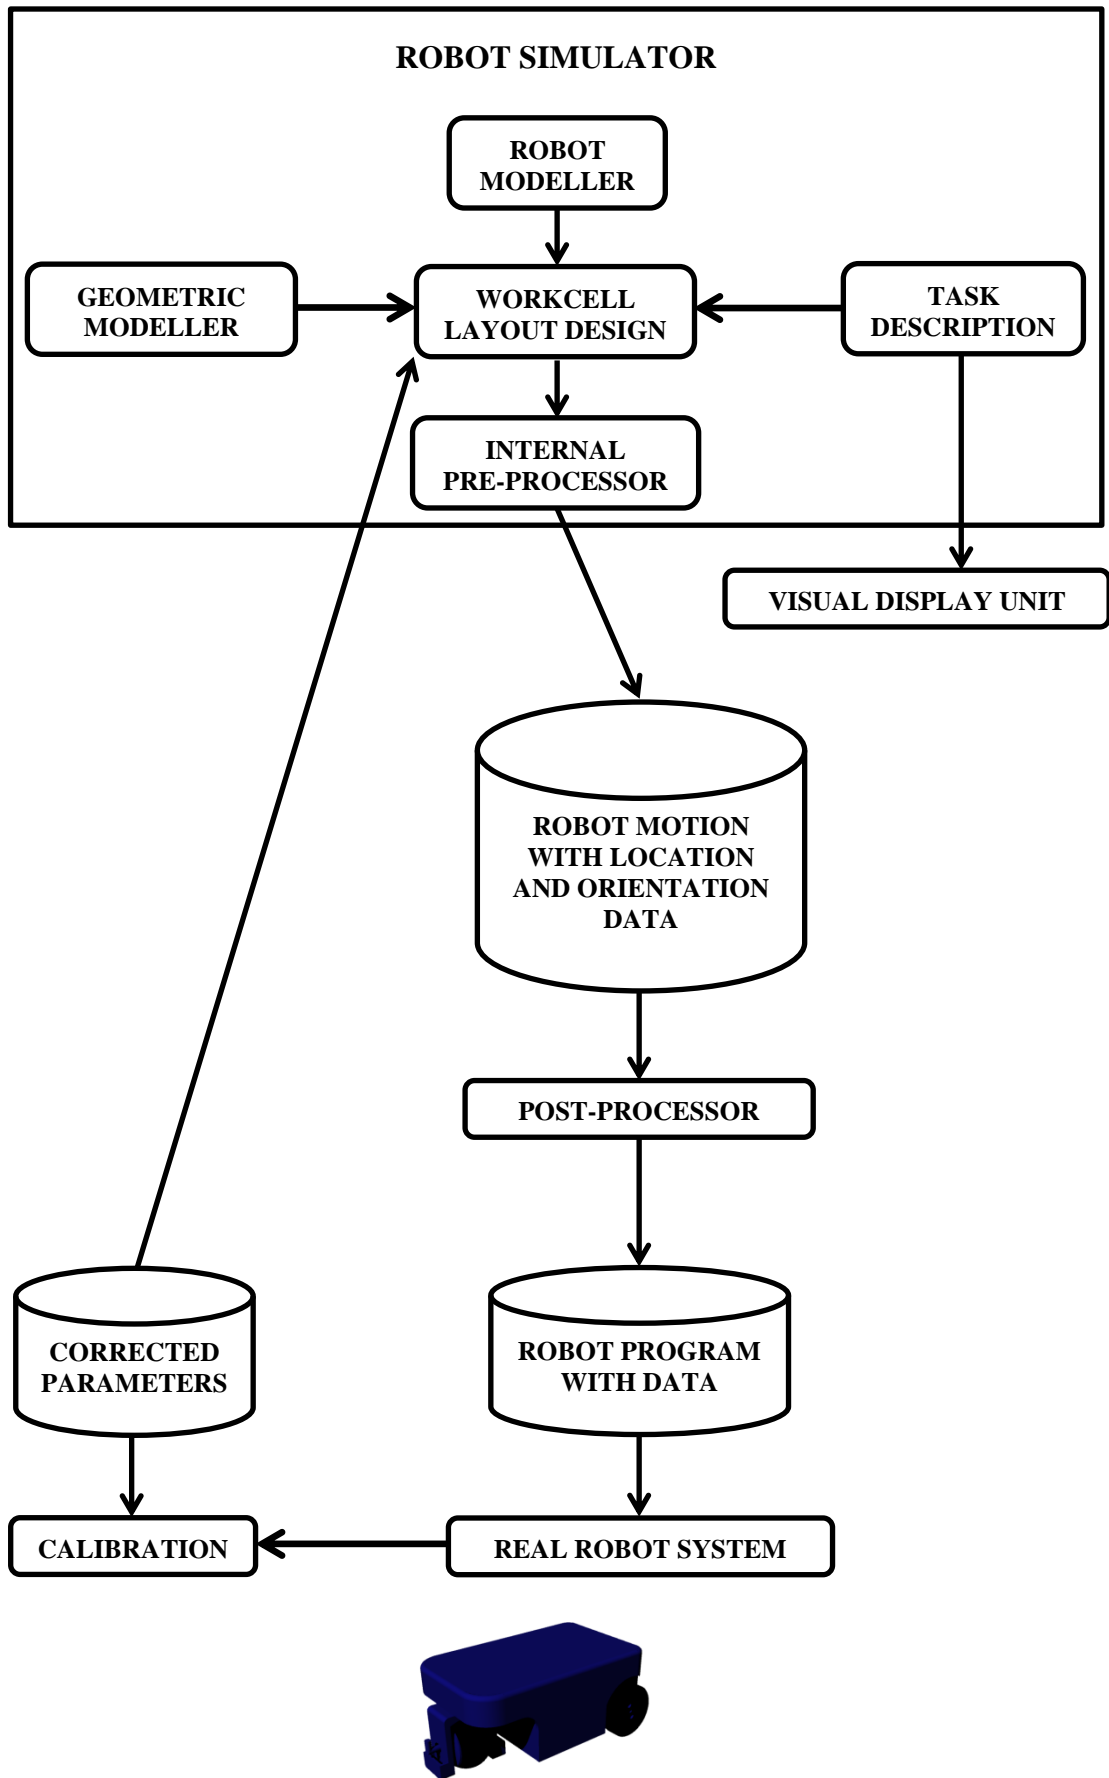 ROBOT SIMULATOR
ROBOT
MODELLER
GEOMETRIC
MODELLER
WORKCELL
LAYOUT DESIGN
TASK
DESCRIPTION
INTERNAL
PRE-PROCESSOR
VISUAL DISPLAY UNIT
ROBOT MOTION
WITH LOCATION
AND ORIENTATION
DATA
POST-PROCESSOR
CORRECTED
PARAMETERS
ROBOT PROGRAM
WITH DATA
CALIBRATION
REAL ROBOT SYSTEM